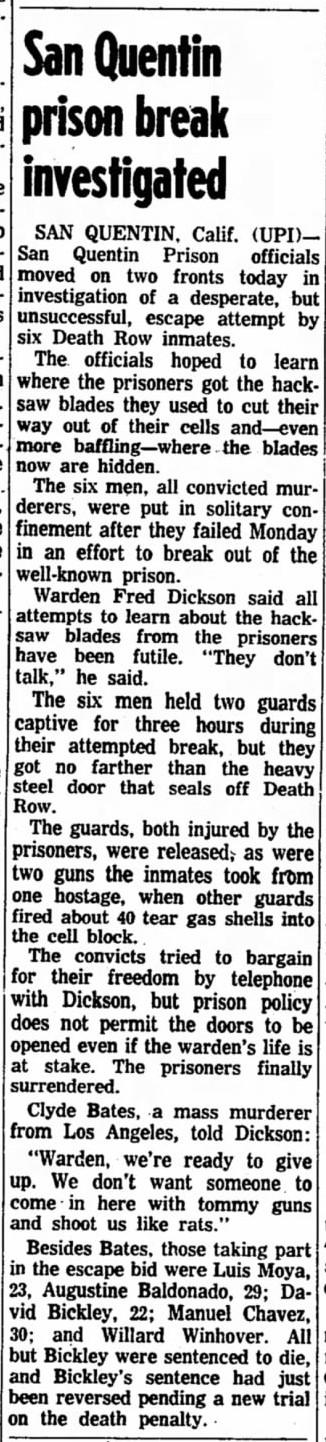 San Quentin
prison break
investigated
SAN QUENTIN, Calif. (UPI)—
San Quentin Prison officials
moved on two fronts today in
investigation of a desperate, but
unsuccessful, escape attempt by
six Death Row inmates.
The officials hoped to learn
where the prisoners got the hack-
saw blades they used to cut their
way out of their cells and—even
more baffling—where the blades
now are hidden.
The six men, all convicted mur-
derers, were put in solitary con-
finement after they failed Monday
in an effort to break out of the
well-known prison.
Warden Fred Dickson said all
attempts to learn about the hack-
saw blades from the prisoners
have been futile. "They don't
talk," he said.
The six men held two guards
captive for three hours during
their attempted break, but they
got no farther than the heavy
steel door that seals off Death
Row.
The guards, both injured by the
prisoners, were released, as were
two guns the inmates took from
one hostage, when other guards
fired about 40 tear gas shells into
the cell block.
The convicts tried to bargain
for their freedom by telephone
with Dickson, but prison policy
does not permit the doors to be
opened even if the warden's life is
at stake. The prisoners finally
surrendered.
Clyde Bates, a mass murderer
from Los Angeles, told Dickson:
"Warden, we're ready to give
up. We don't want someone to
come in here with tommy guns
and shoot us like rats."
Besides Bates, those taking part
in the escape bid were Luis Moya,
23, Augustine Baldonado, 29; Da-
vid Bickley, 22; Manuel Chavez,
30; and Willard Winhover. All
but Bickley were sentenced to die,
and Bickley's sentence had just
been reversed pending a new trial
on the death penalty.